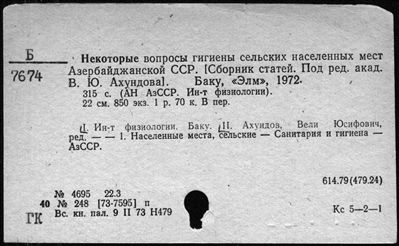 Б
7674
Некоторые вопросы гигиены сельских населенных мест
Азербайджанской ССР. [Сборник статей. Под ред. акад.
В. Ю. Ахундова]. Баку, «Элм», 1972.
315 с. (АН АзССР. Ин-т физиологии).
22 см. 850 экз. 1 р. 70 к. В пер.
I. Ин-т физиологии. Баку. II. Ахундов, Вели Юсифович,
ред. — — 1. Населенные места, сельские — Санитария и гигиена —
АзССР.
614.79(479.24)
№ 4695 22.3
40 № 248 [73-7595] п
ГК Вс. кн. пал. 9 II 73 Н479
Кс 5—2—1